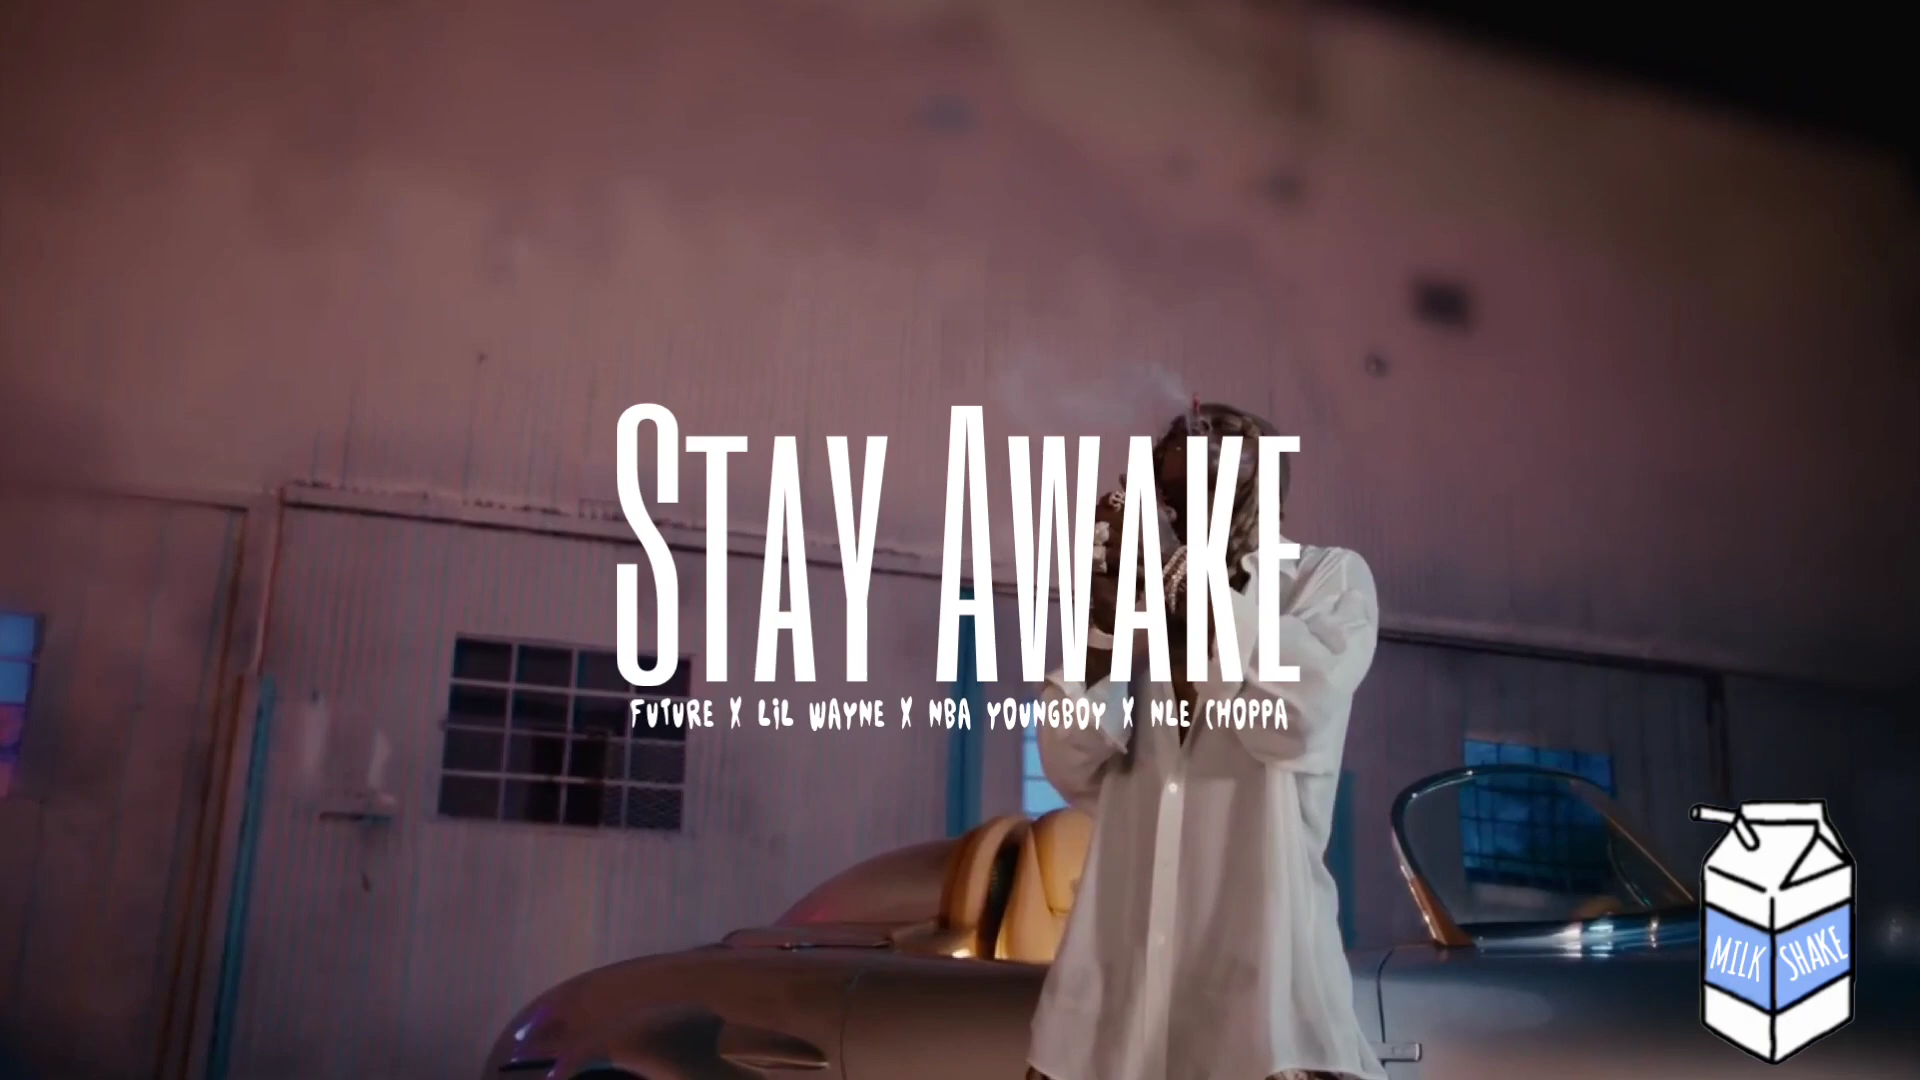 STAY AWAKE
FUTURE X LIL WAYNE X NBA YOUNGBOY X NLE CHOPPA
MILK SHAKE